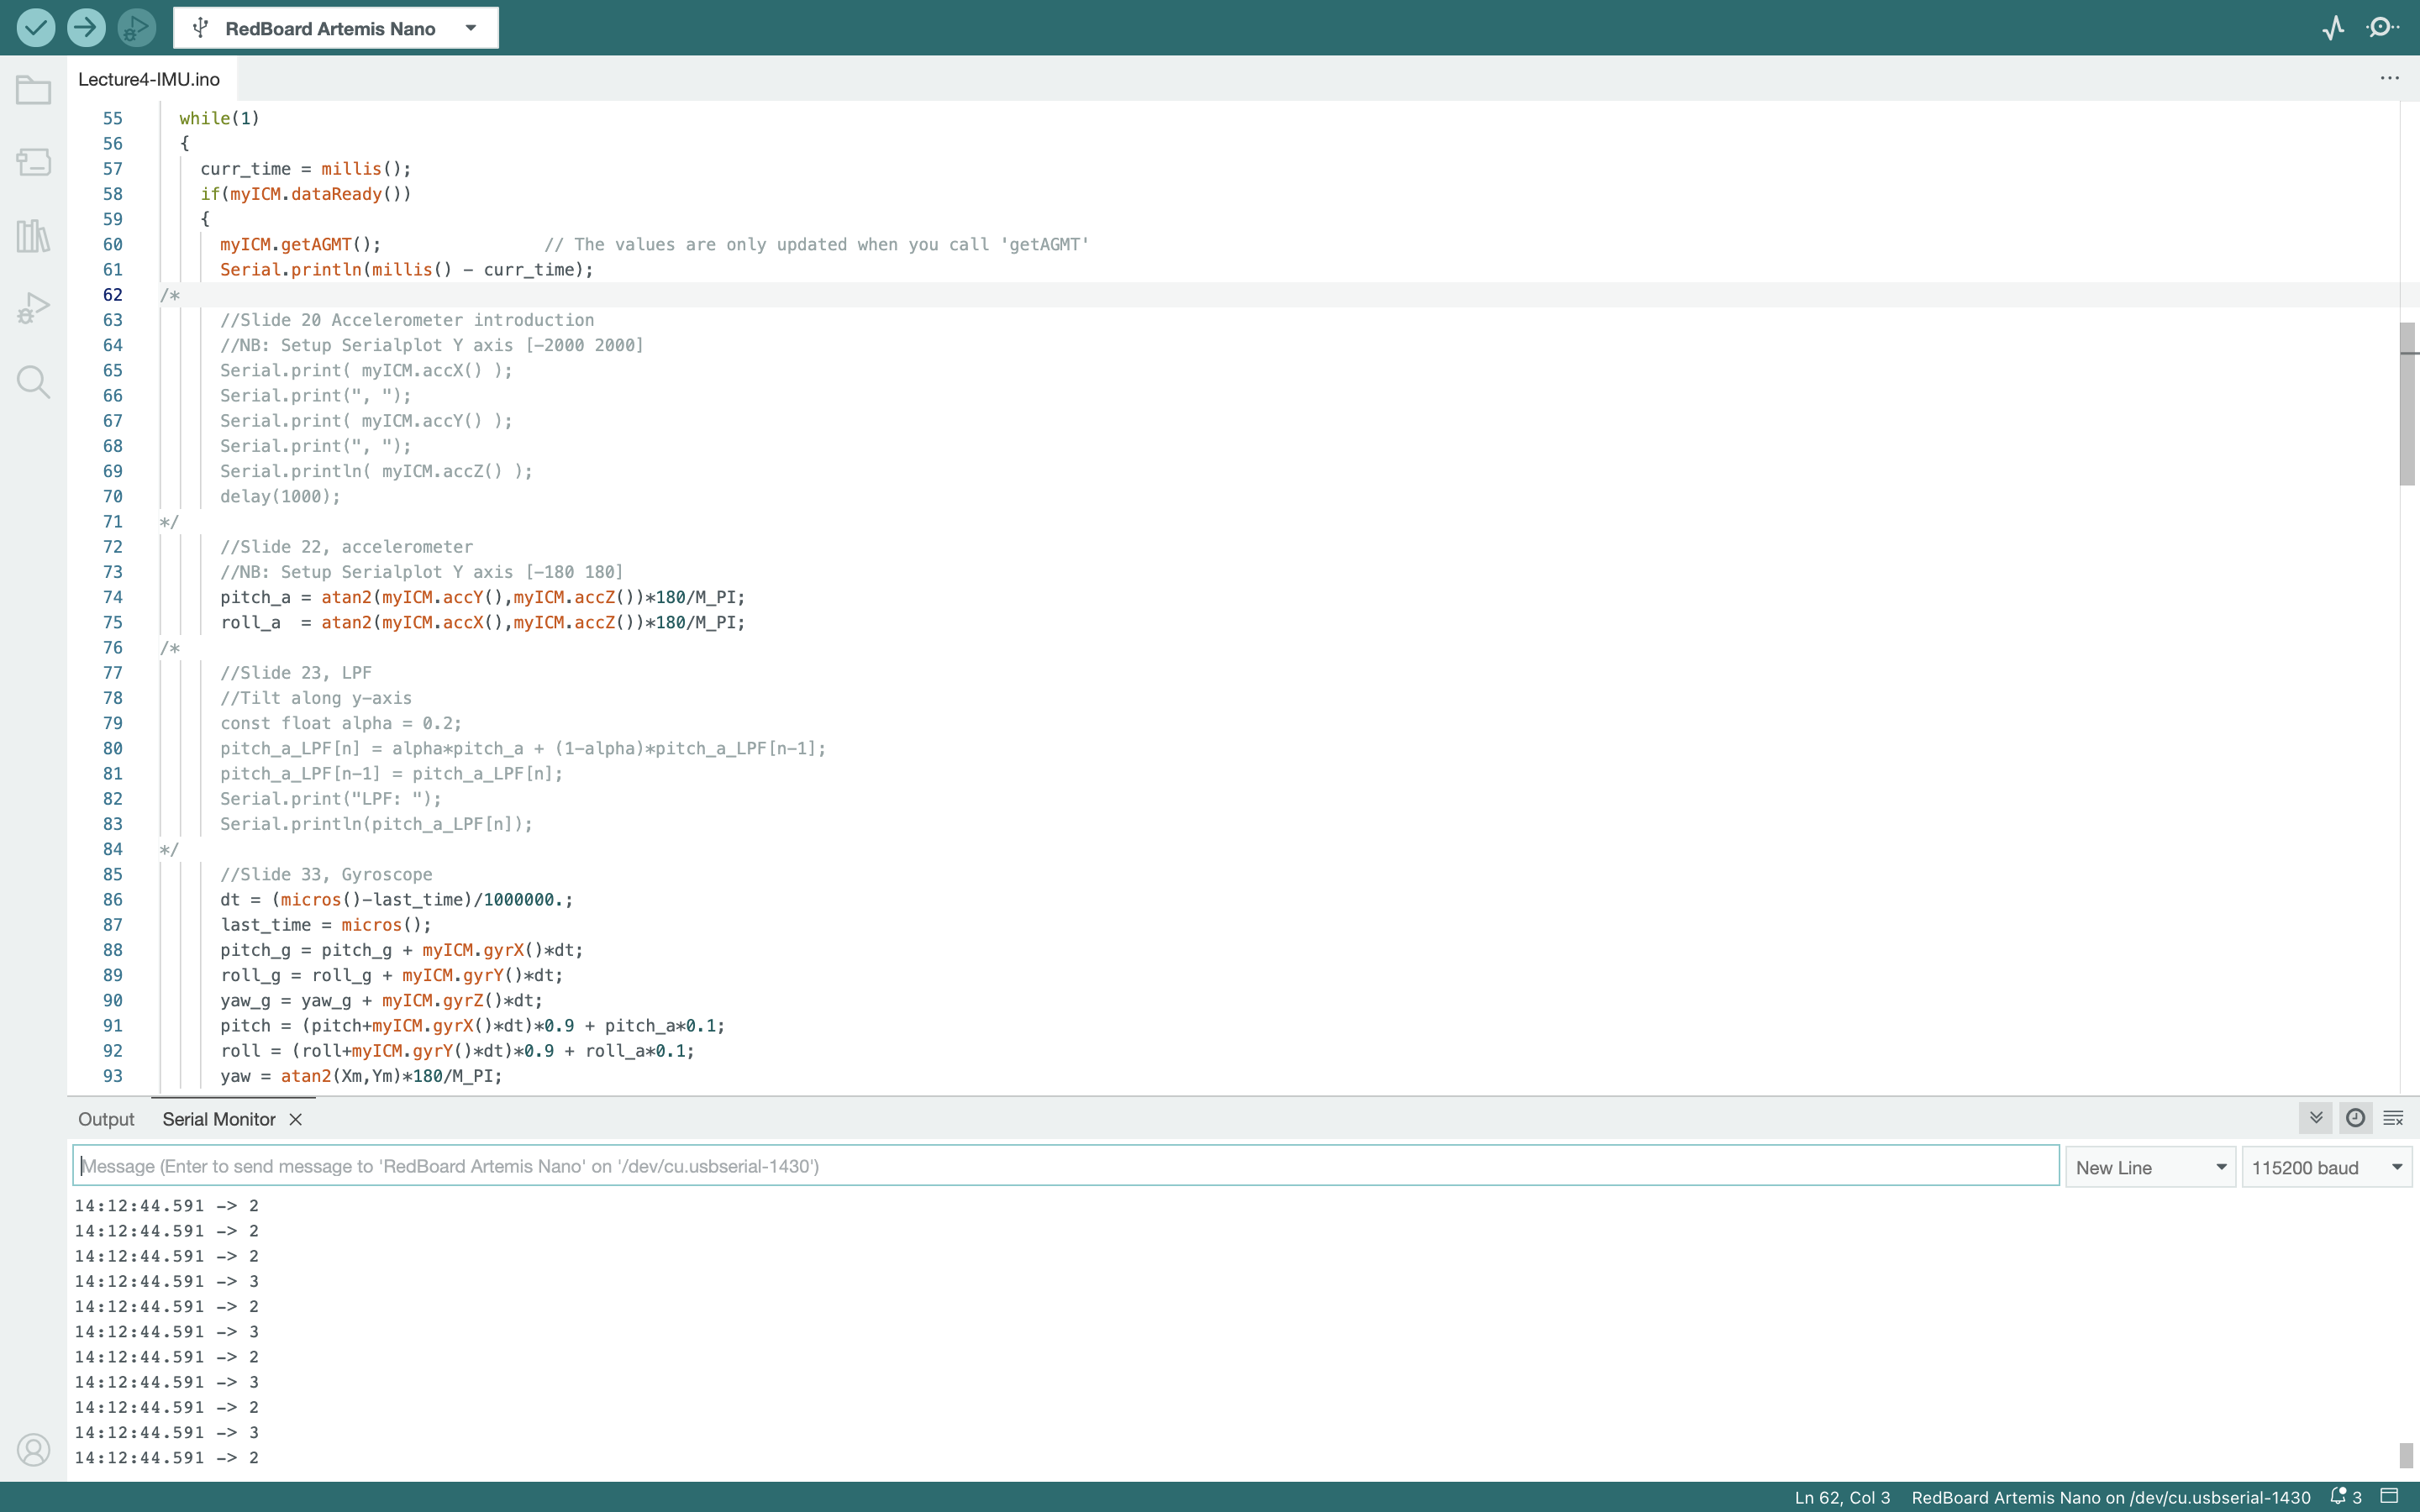 RedBoard Artemis Nano
Lecture4-IMU.ino
55 while(1)
56 {
57 curr_time = millis();
58 if(myICM.dataReady())
59 {
60 myICM.getAGMT(); // The values are only updated when you call 'getAGMT'
61 Serial.println(millis() - curr_time);
62 /*
63 //Slide 20 Accelerometer introduction
64 //NB: Setup Serialplot Y axis [-2000 2000]
65 Serial.print( myICM.accX() );
66 Serial.print(", ");
67 Serial.print( myICM.accY() );
68 Serial.print(", ");
69 Serial.println( myICM.accZ() );
70 delay(1000);
71 */
72 //Slide 22, accelerometer
73 //NB: Setup Serialplot Y axis [-180 180]
74 pitch_a = atan2(myICM.accY(),myICM.accZ())*180/M_PI;
75 roll_a  = atan2(myICM.accX(),myICM.accZ())*180/M_PI;
76 /*
77 //Slide 23, LPF
78 //Tilt along y-axis
79 const float alpha = 0.2;
80 pitch_a_LPF[n] = alpha*pitch_a + (1-alpha)*pitch_a_LPF[n-1];
81 pitch_a_LPF[n-1] = pitch_a_LPF[n];
82 Serial.print("LPF: ");
83 Serial.println(pitch_a_LPF[n]);
84 */
85 //Slide 33, Gyroscope
86 dt = (micros()-last_time)/1000000.;
87 last_time = micros();
88 pitch_g = pitch_g + myICM.gyrX()*dt;
89 roll_g = roll_g + myICM.gyrY()*dt;
90 yaw_g = yaw_g + myICM.gyrZ()*dt;
91 pitch = (pitch+myICM.gyrX()*dt)*0.9 + pitch_a*0.1;
92 roll = (roll+myICM.gyrY()*dt)*0.9 + roll_a*0.1;
93 yaw = atan2(Xm,Ym)*180/M_PI;
Output Serial Monitor
Message (Enter to send message to 'RedBoard Artemis Nano' on '/dev/cu.usbserial-1430') New Line 115200 baud
14:12:44.591 -> 2
14:12:44.591 -> 2
14:12:44.591 -> 2
14:12:44.591 -> 3
14:12:44.591 -> 2
14:12:44.591 -> 3
14:12:44.591 -> 2
14:12:44.591 -> 3
14:12:44.591 -> 2
14:12:44.591 -> 3
14:12:44.591 -> 2
Ln 62, Col 3 RedBoard Artemis Nano on /dev/cu.usbserial-1430 3